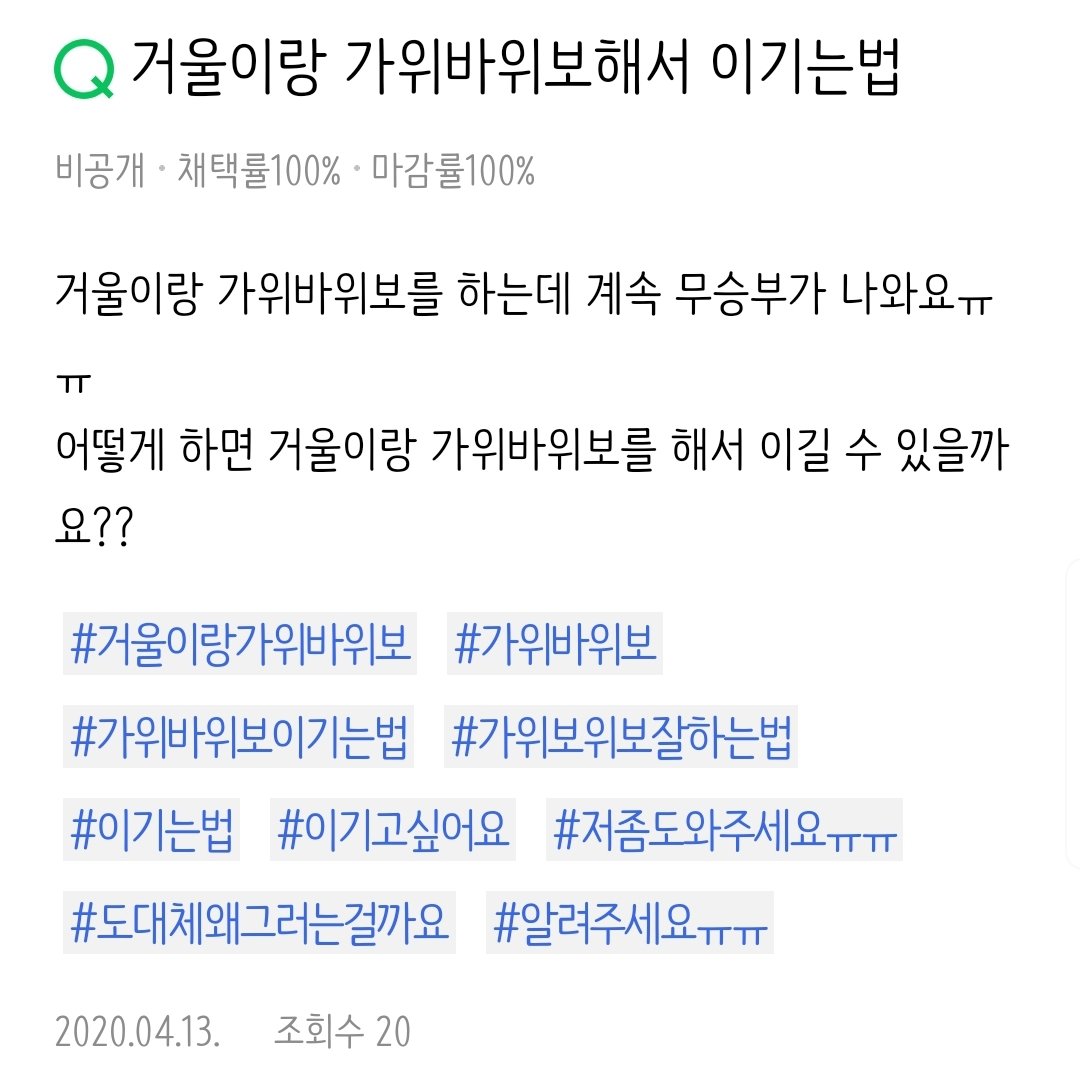 Q 거울이랑 가위바위보해서 이기는법
비공개 · 채택률100% · 마감률100%
거울이랑 가위바위보를 하는데 계속 무승부가 나와요ㅠ
ㅠ
어떻게 하면 거울이랑 가위바위보를 해서 이길 수 있을까
요??
#거울이랑가위바위보 #가위바위보
#가위바위보이기는법 #가위보위보잘하는법
#이기는법 #이기고싶어요 #저좀도와주세요ㅠㅠ
#도대체왜그러는걸까요 #알려주세요ㅠㅠ
2020.04.13. 조회수 20